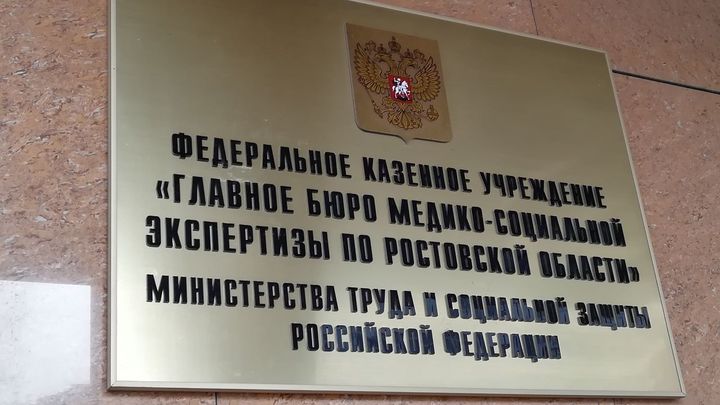 ФЕДЕРАЛЬНОЕ КАЗЕННОЕ УЧРЕЖДЕНИЕ
«ГЛАВНОЕ БЮРО МЕДИКО-СОЦИАЛЬНОЙ
ЭКСПЕРТИЗЫ ПО РОСТОВСКОЙ ОБЛАСТИ»
МИНИСТЕРСТВА ТРУДА И СОЦИАЛЬНОЙ ЗАЩИТЫ
РОССИЙСКОЙ ФЕДЕРАЦИИ